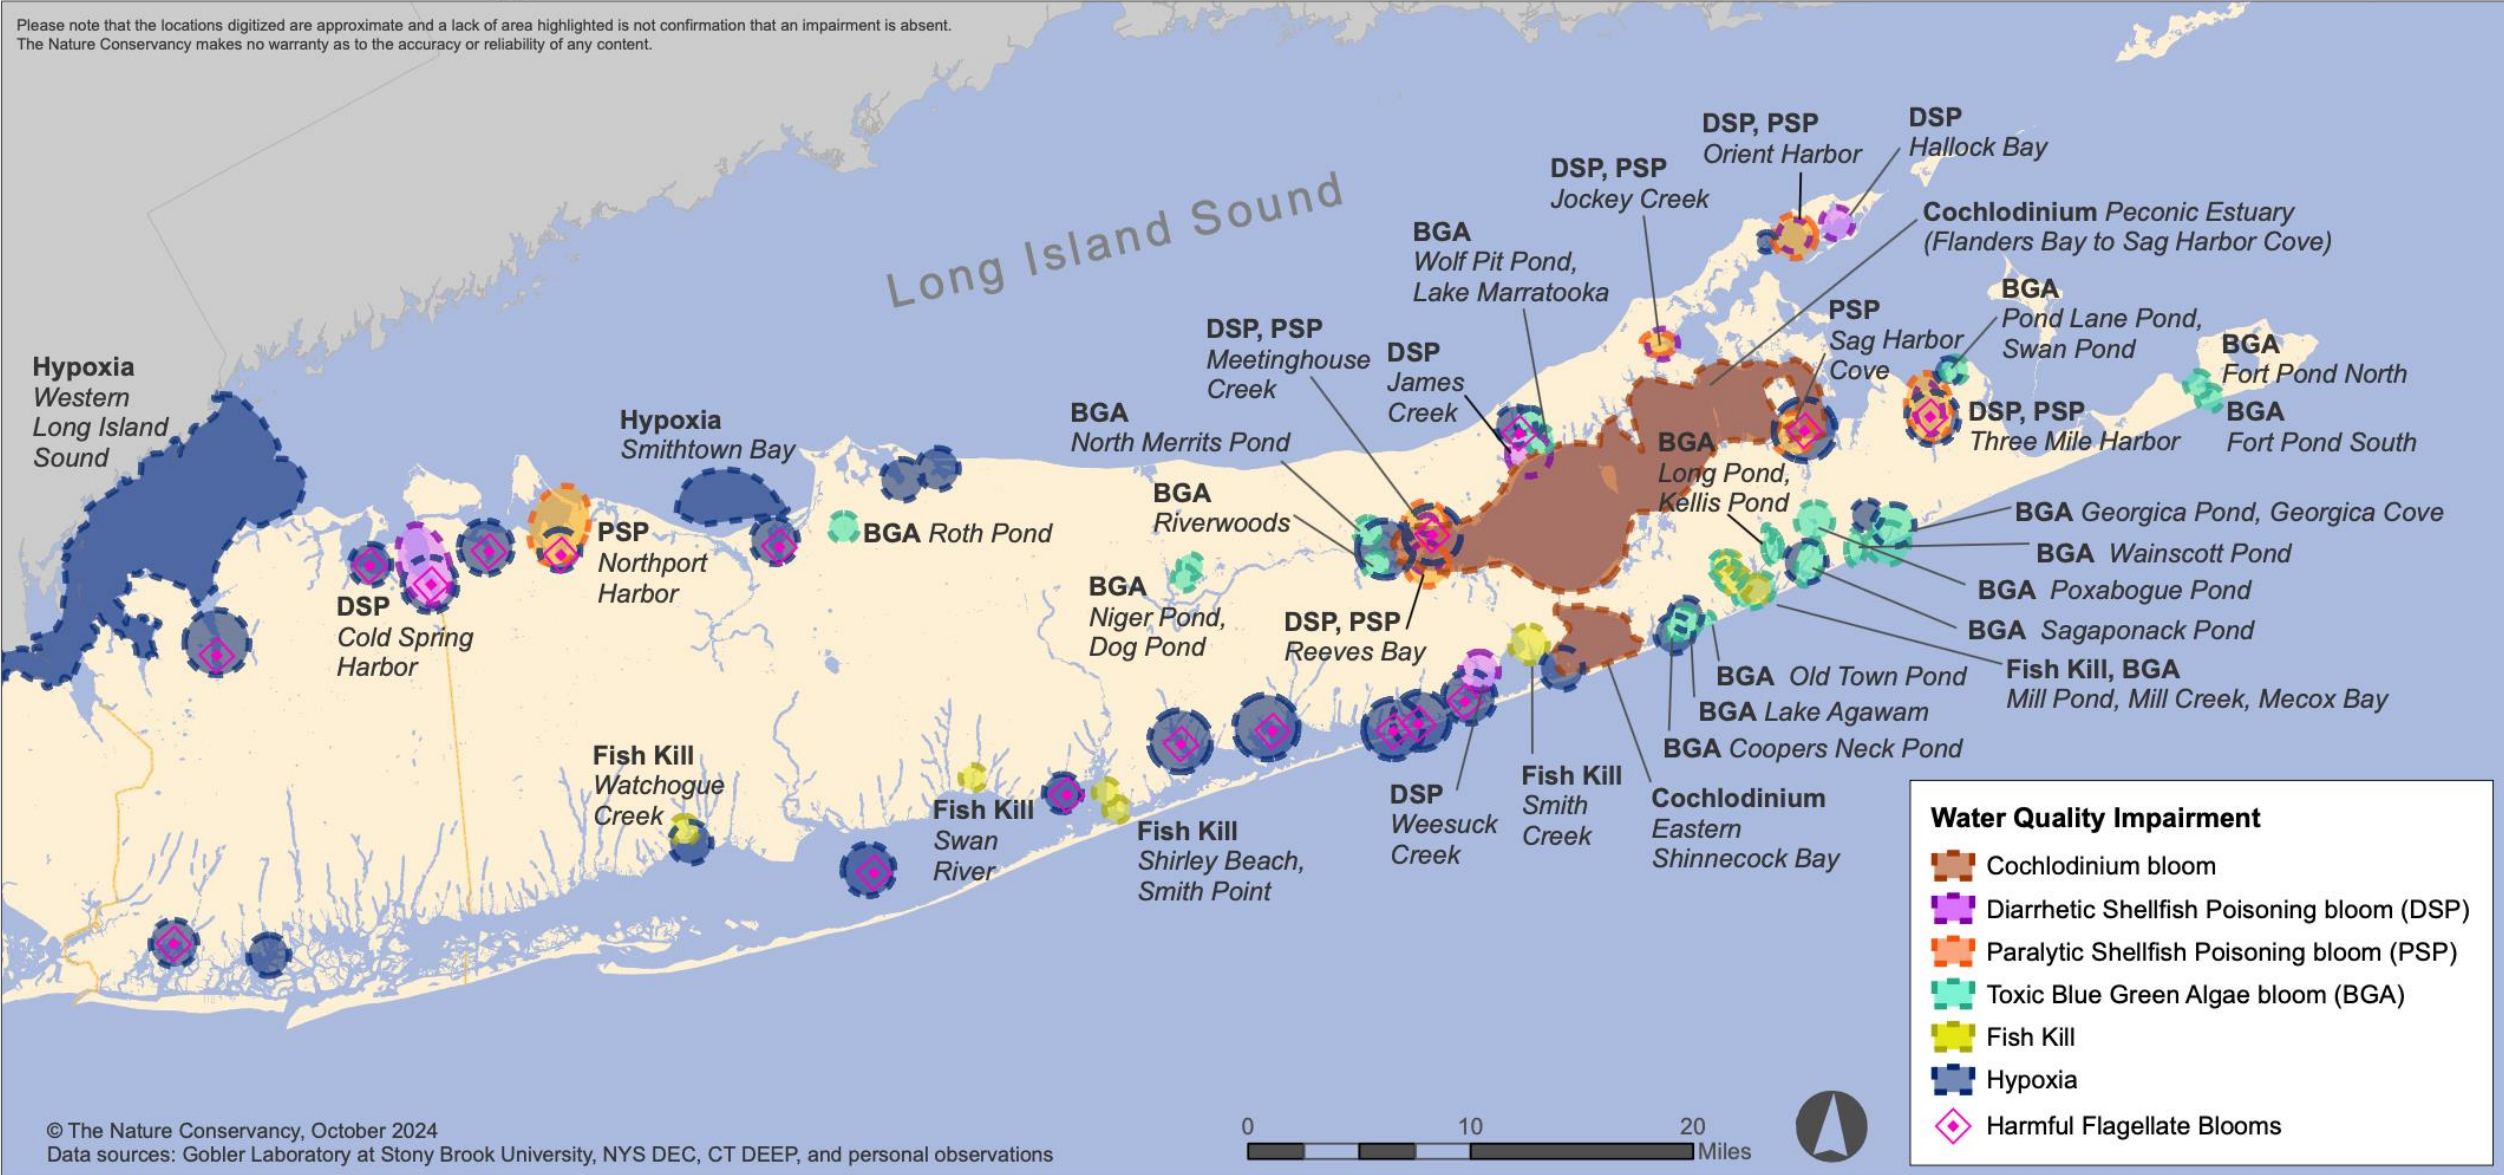 Please note that the locations digitized are approximate and a lack of area highlighted is not confirmation that an impairment is absent.
The Nature Conservancy makes no warranty as to the accuracy or reliability of any content.
Long Island Sound
Hypoxia
Western
Long Island
Sound
DSP
Cold Spring
Harbor
PSP
Northport
Harbor
Hypoxia
Smithtown Bay
BGA Roth Pond
BGA
North Merrits Pond
BGA
Riverwoods
BGA
Niger Pond,
Dog Pond
DSP, PSP
Meetinghouse
Creek
DSP
James
Creek
BGA
Wolf Pit Pond,
Lake Marratooka
DSP, PSP
Jockey Creek
DSP, PSP
Orient Harbor
DSP
Hallock Bay
Cochlodinium Peconic Estuary
(Flanders Bay to Sag Harbor Cove)
PSP
Sag Harbor
Cove
BGA
Pond Lane Pond,
Swan Pond
BGA
Fort Pond North
BGA
Fort Pond South
DSP, PSP
Three Mile Harbor
BGA
Long Pond,
Kellis Pond
BGA Georgica Pond, Georgica Cove
BGA Wainscott Pond
BGA Poxabogue Pond
BGA Sagaponack Pond
Fish Kill, BGA
Mill Pond, Mill Creek, Mecox Bay
BGA Old Town Pond
BGA Lake Agawam
BGA Coopers Neck Pond
DSP, PSP
Reeves Bay
Fish Kill
Watchogue
Creek
Fish Kill
Swan
River
Fish Kill
Shirley Beach,
Smith Point
DSP
Weesuck
Creek
Fish Kill
Smith
Creek
Cochlodinium
Eastern
Shinnecock Bay
Water Quality Impairment
Cochlodinium bloom
Diarrhetic Shellfish Poisoning bloom (DSP)
Paralytic Shellfish Poisoning bloom (PSP)
Toxic Blue Green Algae bloom (BGA)
Fish Kill
Hypoxia
Harmful Flagellate Blooms
0 10 20
Miles
© The Nature Conservancy, October 2024
Data sources: Gobler Laboratory at Stony Brook University, NYS DEC, CT DEEP, and personal observations